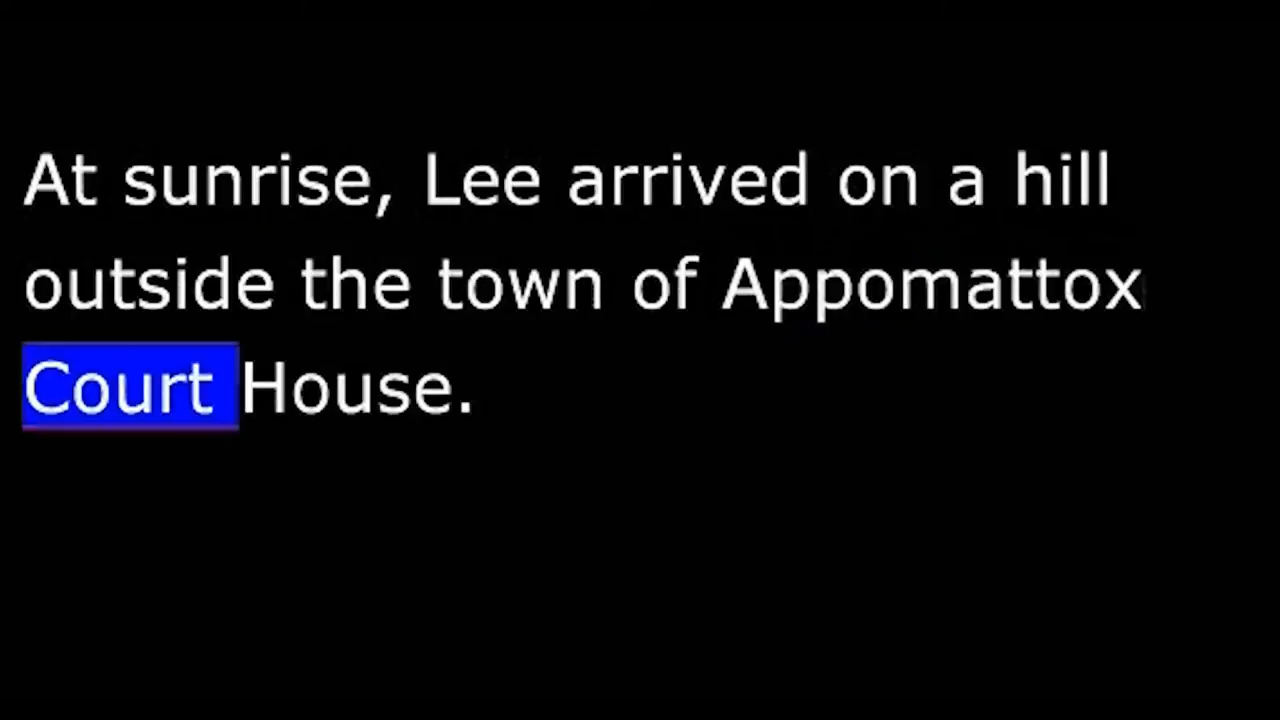 At sunrise, Lee arrived on a hill
outside the town of Appomattox
Court House.